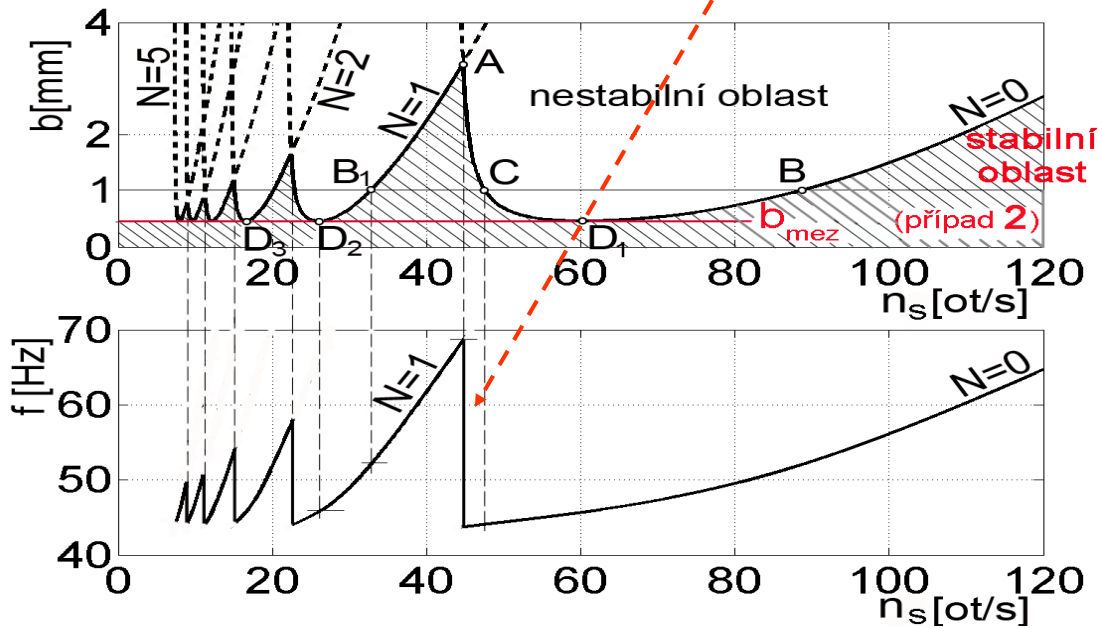 4
2
1
0
b[mm]
N=5
N=2
N=1
A
nestabilní oblast
N=0
stabilní
oblast
B1
C
B
D3
D2
D1
bmez
(případ 2)
0 20 40 60 80 100 120
ns[ot/s]
70
60
50
40
f [Hz]
N=1
N=0
0 20 40 60 80 100 120
ns[ot/s]